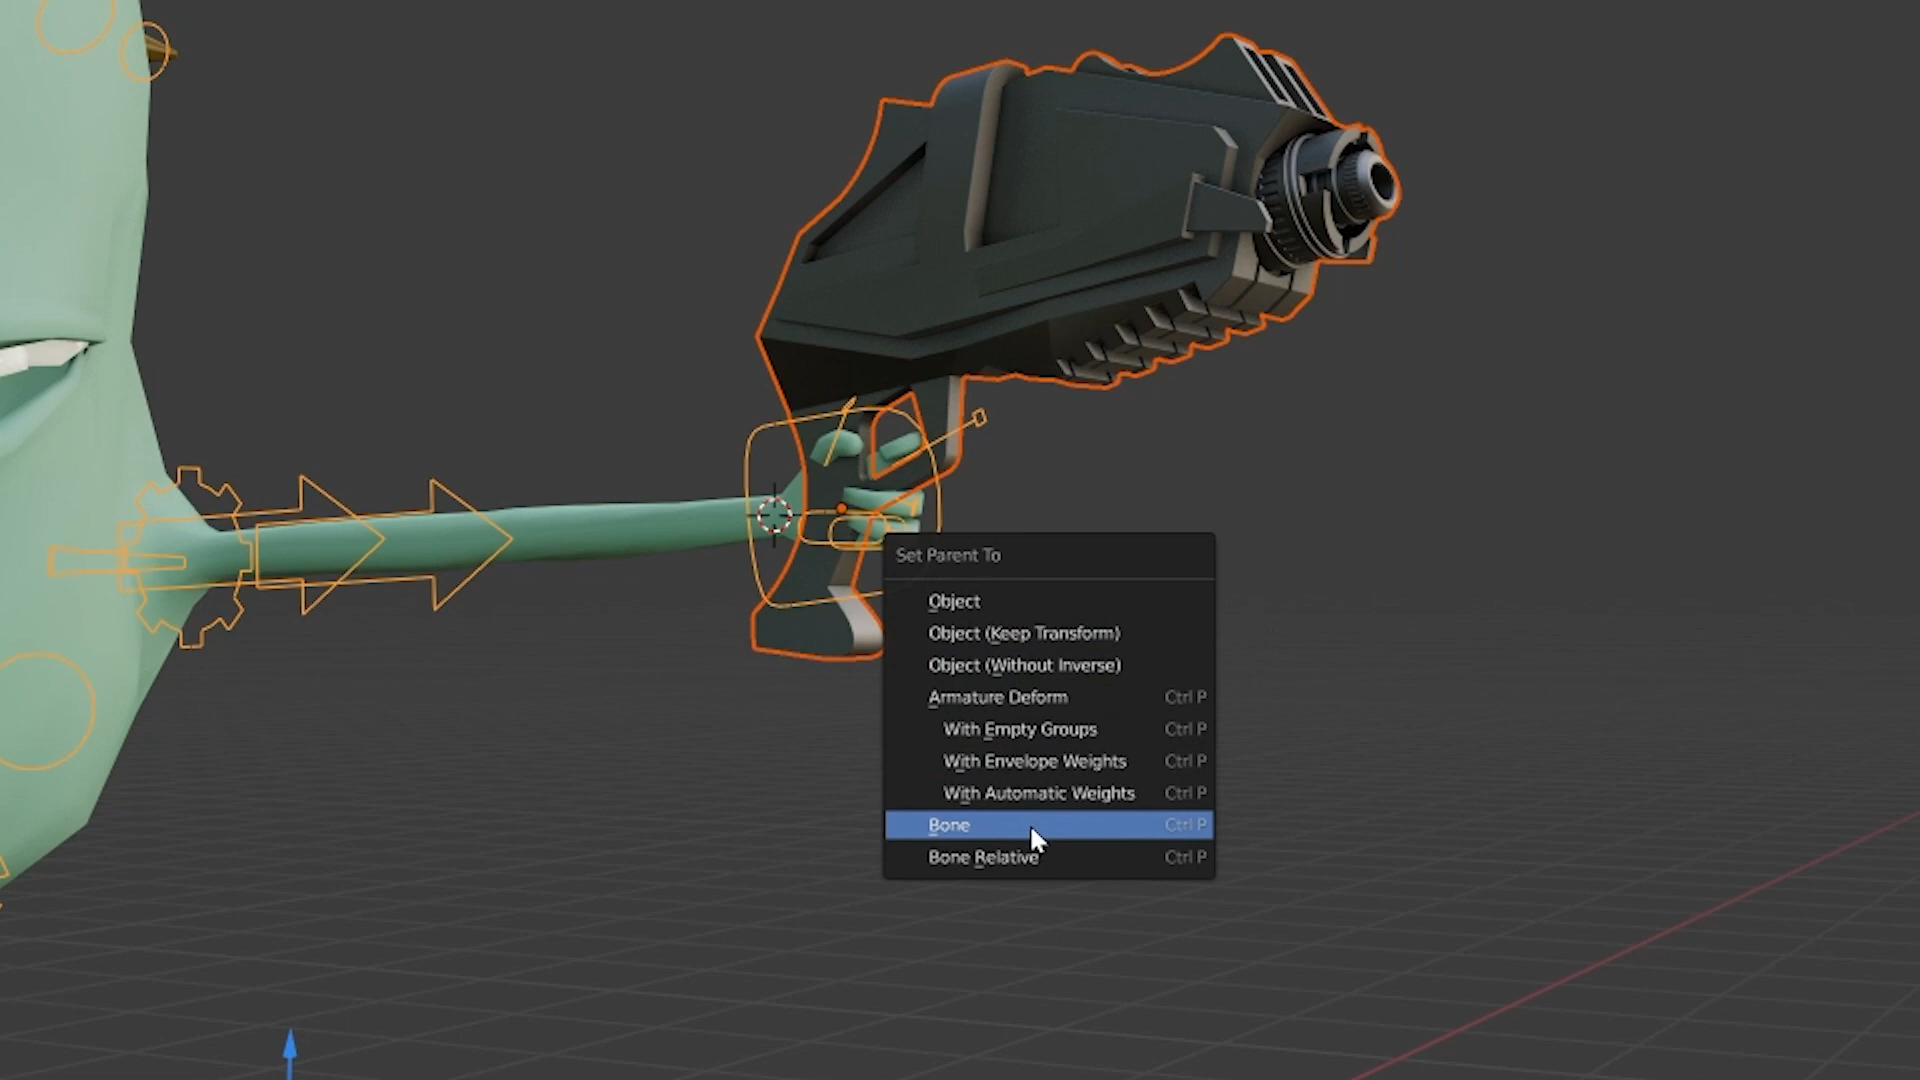 Set Parent To
Object
Object (Keep Transform)
Object (Without Inverse)
Armature Deform Ctrl P
With Empty Groups Ctrl P
With Envelope Weights Ctrl P
With Automatic Weights Ctrl P
Bone Ctrl P
Bone Relative Ctrl P